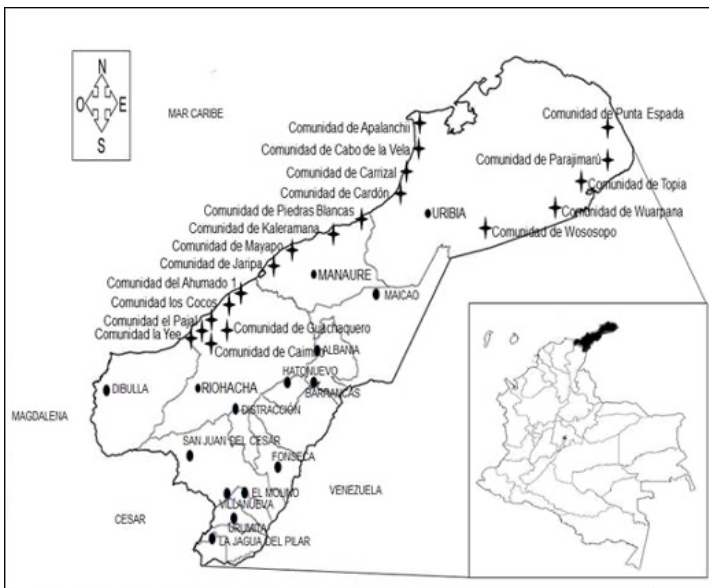 N
O E
S
MAR CARIBE
Comunidad de Punta Espada
Comunidad de Apalanchii
Comunidad de Cabo de la Vela
Comunidad de Parajimarú
Comunidad de Carrizal
Comunidad de Topia
Comunidad de Cardón
Comunidad de Piedras Blancas
URIBIA
Comunidad de Wuarpana
Comunidad de Kaleramana
Comunidad de Wososopo
Comunidad de Mayapo
Comunidad de Jaripa
MANAURE
Comunidad del Ahumado 1
MAICAO
Comunidad los Cocos
Comunidad el Pajal
Comunidad de Guachaquero
Comunidad la Yee
Comunidad de Caimito
ALBANIA
HATONUEVO
DIBULLA
RIOHACHA
BARRANCAS
MAGDALENA
DISTRACCIÓN
SAN JUAN DEL CESAR
FONSECA
VENEZUELA
EL MOLINO
VILLANUEVA
CESAR
URUMITA
LA JAGUA DEL PILAR